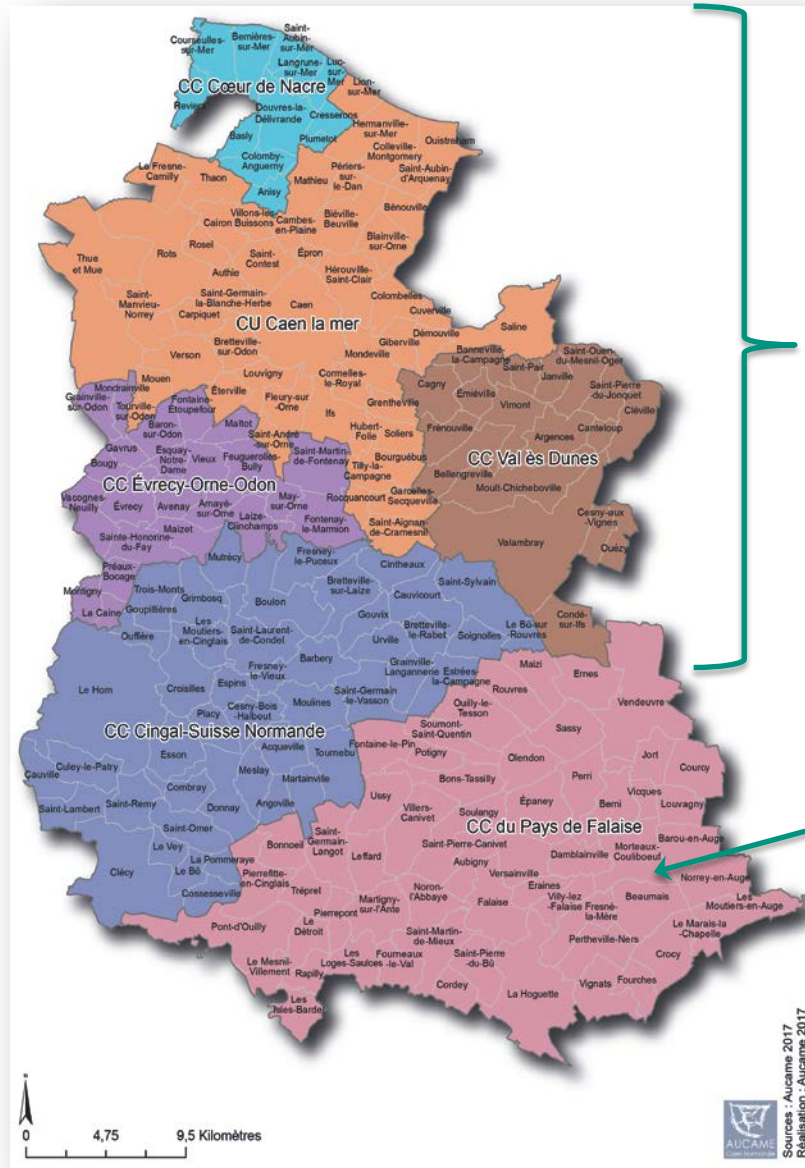 Courseulles-
sur-Mer
Bernières-
sur-Mer
Saint-
Aubin-
sur-Mer
Langrune-
sur-Mer
Luc-
sur-
Mer
Lion-
sur-Mer
CC Cœur de Nacre
Reviers
Douvres-la-
Délivrande
Cresserons
Hermanville-
sur-Mer
Basly
Plumetot
Colleville-
Montgomery
Ouistreham
Colomby-
Anguerny
Périers-
sur-
le-Dan
Saint-Aubin-
d'Arquenay
Le Fresne-
Camilly
Thaon
Anisy
Mathieu
Bénouville
Villons-les-
Buissons
Cairon
Cambes-
en-Plaine
Biéville-
Beuville
Blainville-
sur-Orne
Rosel
Thue
et Mue
Rots
Saint-
Contest
Épron
Authie
Hérouville-
Saint-Clair
Saint-
Manvieu-
Norrey
Saint-Germain-
la-Blanche-Herbe
Carpiquet
Caen
Colombelles
Cuverville
CU Caen la mer
Démouville
Saline
Verson
Bretteville-
sur-Odon
Giberville
Mondeville
Banneville-
la-Campagne
Saint-Pair
Saint-Ouen-
du-Mesnil-Oger
Janville
Mouen
Louvigny
Cormelles-
le-Royal
Cagny
Émiéville
Saint-Pierre-
du-Jonquet
Mondrainville
Grainville-
sur-Odon
Tourville-
sur-Odon
Fontaine-
Étoupefour
Éterville
Fleury-sur
-Orne
Ifs
Grentheville
Vimont
Cléville
Baron-
sur-Odon
Maltot
Saint-André
-sur-Orne
Hubert-
Folie
Soliers
Frénouville
Argences
Canteloup
Gavrus
Esquay-
Notre-
Dame
Vieux
Feuguerolles-
Bully
Saint-Martin-
de-Fontenay
Tilly-la-
Campagne
Bourguébus
CC Val ès Dunes
Bougy
Bellengreville
CC Évrecy-Orne-Odon
Garcelles-
Secqueville
Moult-Chicheboville
Vacognes-
Neuilly
Évrecy
Avenay
Amayé-
sur-Orne
Laize-
Clinchamps
May-
sur-Orne
Rocquancourt
Cesny-aux
-Vignes
Maizet
Fontenay-
le-Marmion
Saint-Aignan-
de-Cramesnil
Ouézy
Sainte-Honorine-
du-Fay
Valambray
Mutrécy
Fresney-
le-Puceux
Cintheaux
Préaux-
Bocage
Montigny
Trois-Monts
Grimbosq
Bretteville-
sur-Laize
Cauvicourt
Saint-Sylvain
La Caine
Goupillières
Boulon
Gouvix
Condé-
sur-Ifs
Ouffière
Les
Moutiers-
en-Cinglais
Saint-Laurent-
de-Condel
Urville
Bretteville-
le-Rabet
Soignolles
Le Bû-sur
-Rouvres
Barbery
Grainville-
Langannerie
Estrées-
la-Campagne
Maizi
Ernes
Le Hom
Croisilles
Espins
Fresney-
le-Vieux
Rouvres
Saint-Germain
-le-Vasson
Ouilly-le-
Tesson
Vendeuvre
Placy
Cesny-Bois
-Halbout
Moulines
Soumont-
Saint-Quentin
Sassy
CC Cingal-Suisse Normande
Acqueville
Tournebu
Fontaine-le-Pin
Potigny
Olendon
Jort
Courcy
Esson
Culey-le-Patry
Cauville
Meslay
Martainville
Bons-Tassilly
Perri
Combray
Ussy
Vicques
Saint-Lambert
Saint-Remy
Donnay
Angoville
Villers-
Canivet
Soulangy
Épaney
Berni
Louvagny
Saint-Omer
CC du Pays de Falaise
Le Vey
Bonnoeil
Saint-
Germain-
Langot
Saint-Pierre-Canivet
Barou-en-Auge
La Pommeraye
Leffard
Aubigny
Damblainville
Morteaux-
Couliboeuf
Clécy
Le Bô
Pierrefitte-
en-Cinglais
Versainville
Norrey-en-Auge
Cossesseville
Tréprel
Noron-
l'Abbaye
Eraines
Beaumais
Les
Moutiers-en-Auge
Martigny-
sur-l'Ante
Falaise
Villy-lez
-Falaise
Fresné-
la-Mère
Pierrepont
Pont-d'Ouilly
Le
Détroit
Saint-Martin-
de-Mieux
Le Marais-la
-Chapelle
Pertheville-Ners
Le Mesnil-
Villement
Rapilly
Les
Loges-Saulces
Fourneaux
-le-Val
Saint-Pierre
-du-Bû
Crocy
Cordey
Vignats
Fourches
La Hoguette
Les
Isles-Bardel
0 4,75 9,5 Kilomètres
AUCAME
Caen Normandie
Sources : Aucame 2017
Réalisation : Aucame 2017